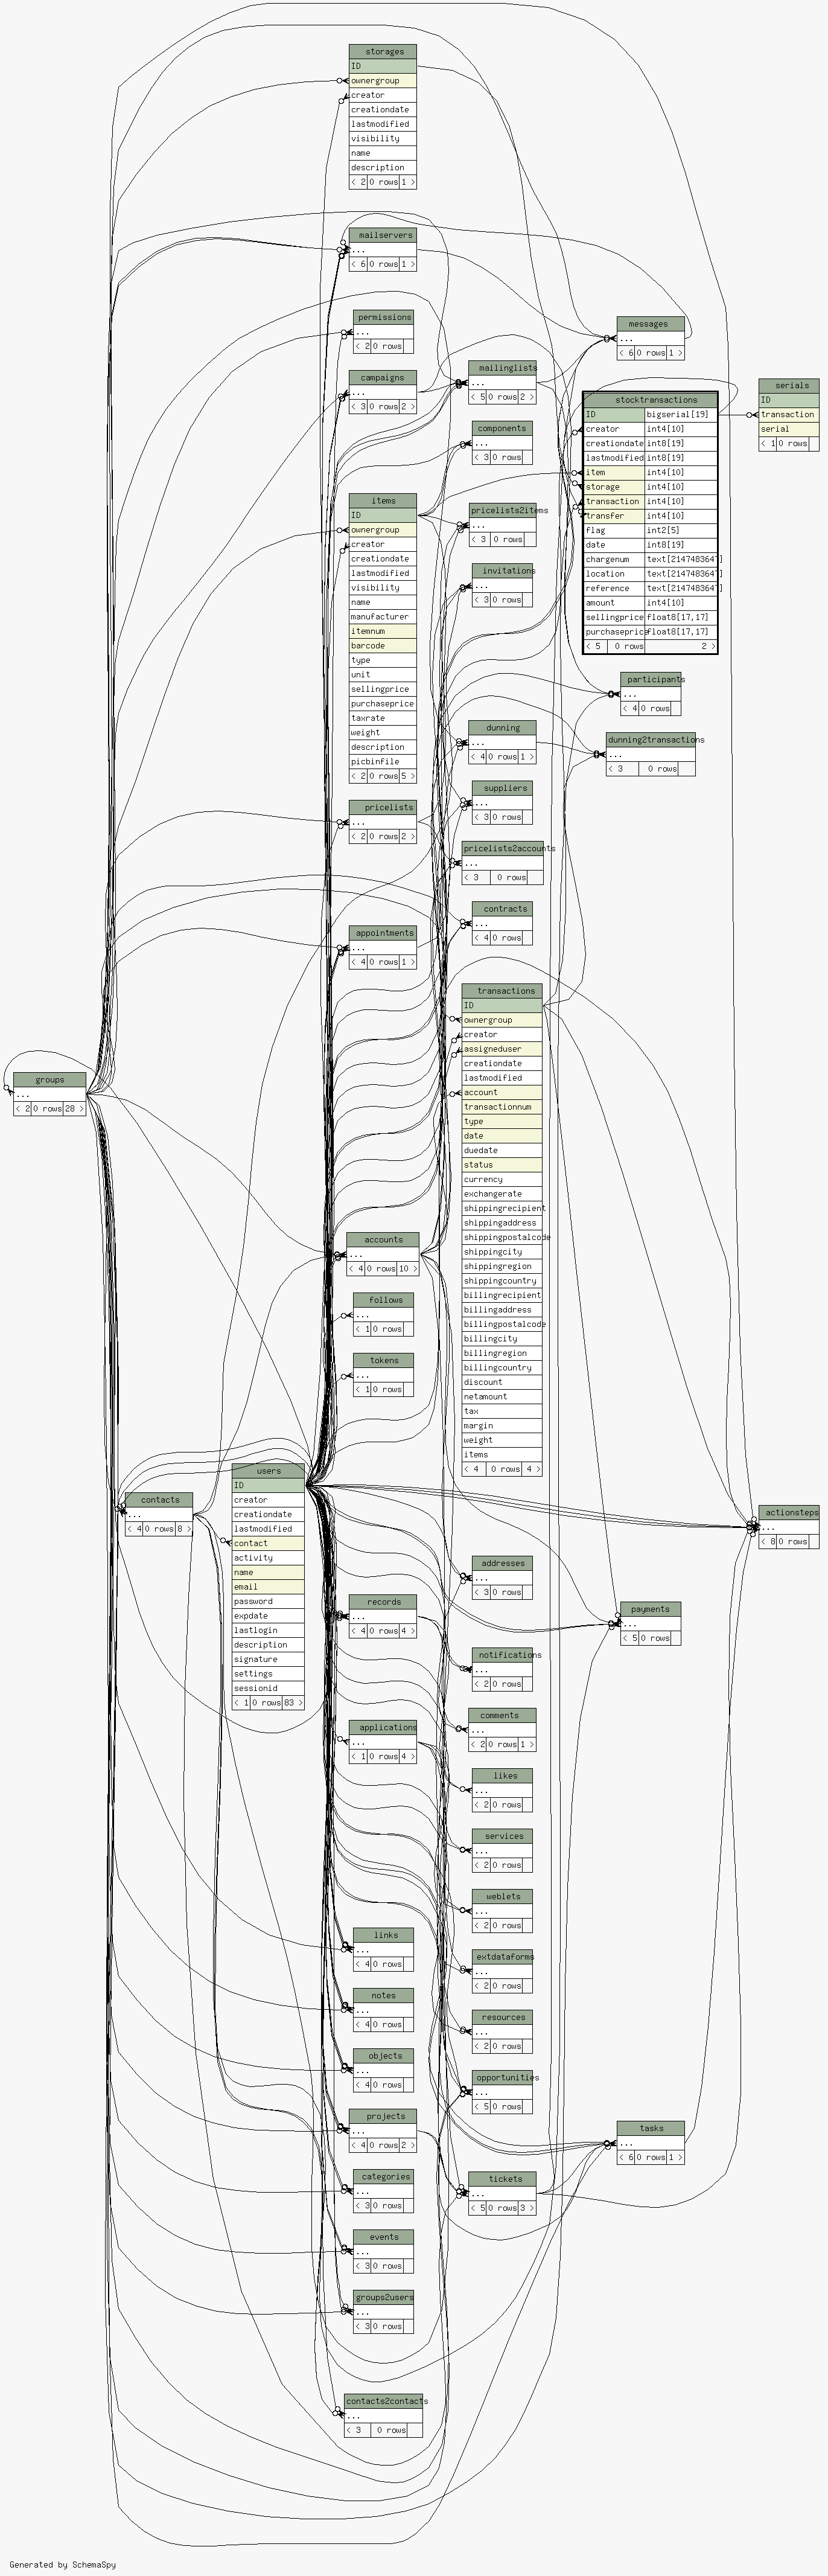 storages
ID
ownergroup
creator
creationdate
lastmodified
visibility
name
description
< 2 0 rows 1 >
mailservers
...
< 6 0 rows 1 >
permissions
...
< 2 0 rows
campaigns
...
< 3 0 rows 2 >
items
ID
ownergroup
creator
creationdate
lastmodified
visibility
name
manufacturer
itemnum
barcode
type
unit
sellingprice
purchaseprice
taxrate
weight
description
picbinfile
< 2 0 rows 5 >
pricelists
...
< 2 0 rows 2 >
appointments
...
< 4 0 rows 1 >
groups
...
< 2 0 rows 28 >
accounts
...
< 4 0 rows 10 >
follows
...
< 1 0 rows
tokens
...
< 1 0 rows
contacts
...
< 4 0 rows 8 >
users
ID
creator
creationdate
lastmodified
contact
activity
name
email
password
expdate
lastlogin
description
signature
settings
sessionid
< 1 0 rows 83 >
records
...
< 4 0 rows 4 >
applications
...
< 1 0 rows 4 >
links
...
< 4 0 rows
notes
...
< 4 0 rows
objects
...
< 4 0 rows
projects
...
< 4 0 rows 2 >
categories
...
< 3 0 rows
events
...
< 3 0 rows
groups2users
...
< 3 0 rows
contacts2contacts
...
< 3 0 rows
mailinglists
...
< 5 0 rows 2 >
components
...
< 3 0 rows
pricelists2items
...
< 3 0 rows
invitations
...
< 3 0 rows
dunning
...
< 4 0 rows 1 >
suppliers
...
< 3 0 rows
pricelists2accounts
...
< 3 0 rows
contracts
...
< 4 0 rows
transactions
ID
ownergroup
creator
assigneduser
creationdate
lastmodified
account
transactionnum
type
date
duedate
status
currency
exchangerate
shippingrecipient
shippingaddress
shippingpostalcode
shippingcity
shippingregion
shippingcountry
billingrecipient
billingaddress
billingpostalcode
billingcity
billingregion
billingcountry
discount
netamount
tax
margin
weight
items
< 4 0 rows 4 >
addresses
...
< 3 0 rows
notifications
...
< 2 0 rows
comments
...
< 2 0 rows 1 >
likes
...
< 2 0 rows
services
...
< 2 0 rows
weblets
...
< 2 0 rows
extdataforms
...
< 2 0 rows
resources
...
< 2 0 rows
opportunities
...
< 5 0 rows
tickets
...
< 5 0 rows 3 >
messages
...
< 6 0 rows 1 >
stocktransactions
ID bigserial[19]
creator int4[10]
creationdate int8[19]
lastmodified int8[19]
item int4[10]
storage int4[10]
transaction int4[10]
transfer int4[10]
flag int2[5]
date int8[19]
chargenum text[2147483647]
location text[2147483647]
reference text[2147483647]
amount int4[10]
sellingprice float8[17,17]
purchaseprice float8[17,17]
< 5 0 rows 2 >
participants
...
< 4 0 rows
dunning2transactions
...
< 3 0 rows
payments
...
< 5 0 rows
tasks
...
< 6 0 rows 1 >
serials
ID
transaction
serial
< 1 0 rows
actionsteps
...
< 8 0 rows
Generated by SchemaSpy